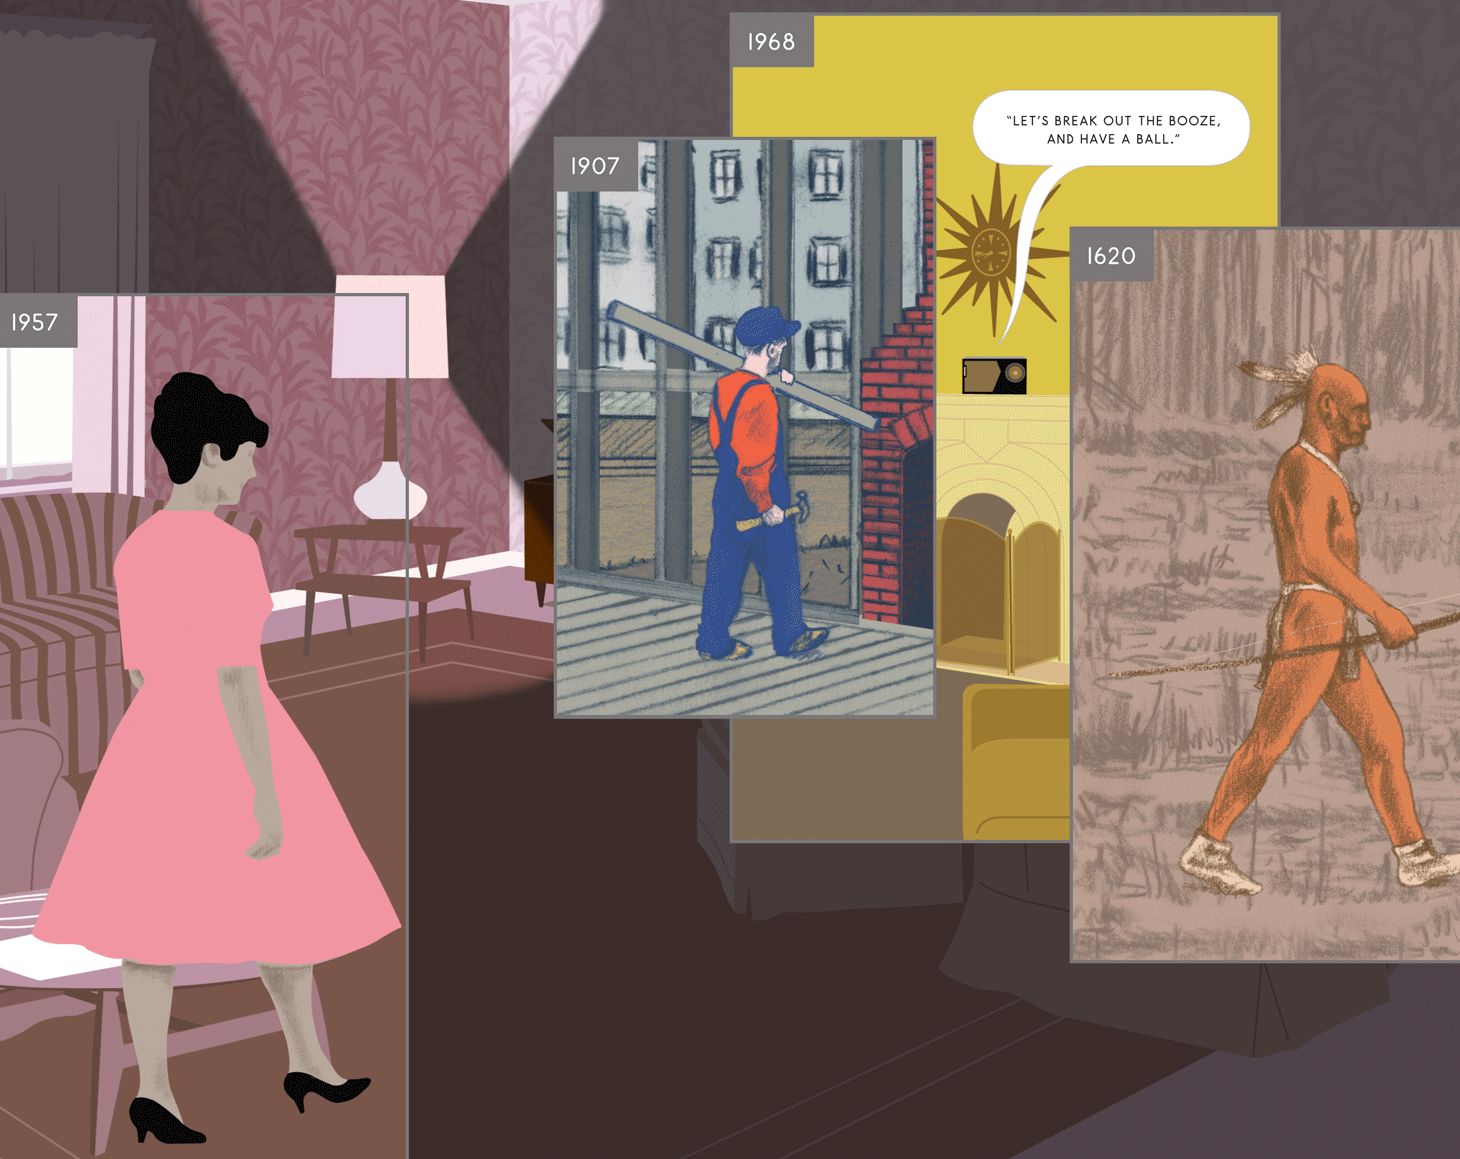 1968
"LET'S BREAK OUT THE BOOZE,
AND HAVE A BALL."
1907
1620
1957